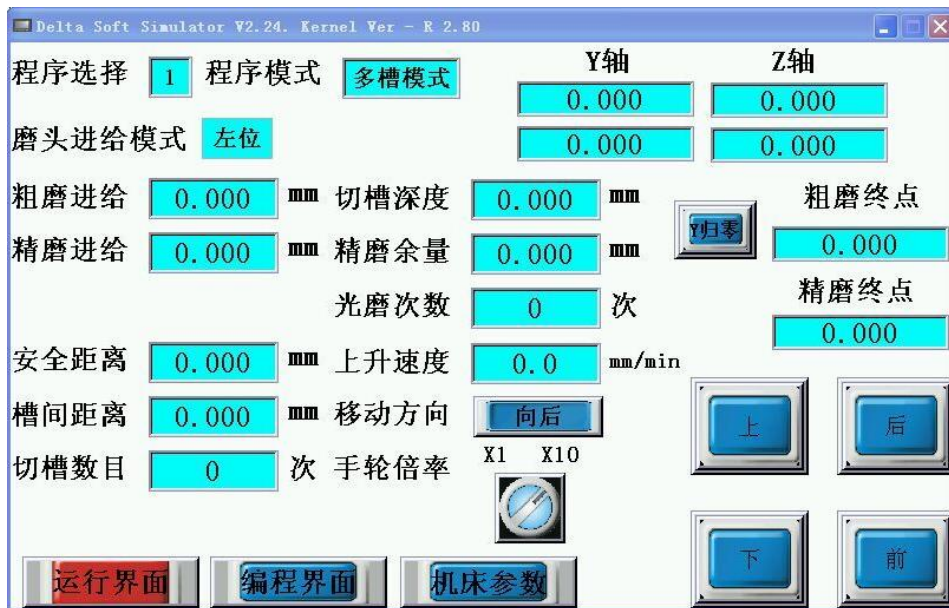 Delta Soft Simulator V2.24. Kernel Ver - R 2.80
程序选择 1 程序模式 多槽模式 Y轴 Z轴
0.000 0.000
磨头进给模式 左位 0.000 0.000
粗磨进给 0.000 mm 切槽深度 0.000 mm Y归零 粗磨终点
精磨进给 0.000 mm 精磨余量 0.000 mm 0.000
光磨次数 0 次 精磨终点
0.000
安全距离 0.000 mm 上升速度 0.0 mm/min
槽间距离 0.000 mm 移动方向 向后 上 后
切槽数目 0 次 手轮倍率 X1 X10
下 前
运行界面 编程界面 机床参数